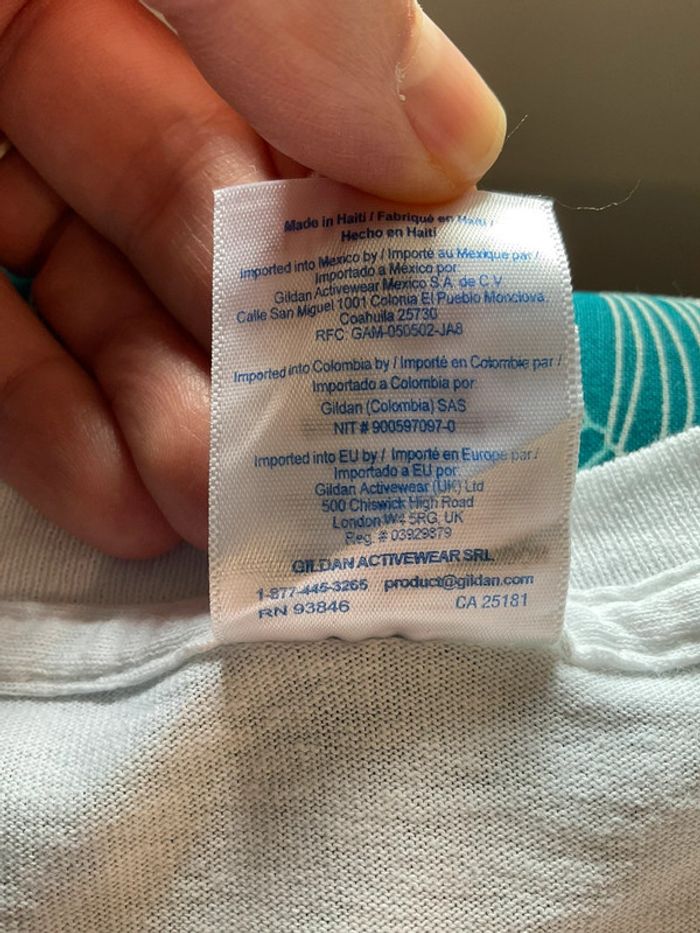 Made in Haiti / Fabriqué en Haïti /
Hecho en Haití
Imported into Mexico by / Importé au Mexique par /
Importado a México por:
Gildan Activewear Mexico S.A. de C.V.
Calle San Miguel 1001 Colonia El Pueblo Monclova,
Coahuila 25730
RFC: GAM-050502-JA8
Imported into Colombia by / Importé en Colombie par /
Importado a Colombia por:
Gildan (Colombia) SAS
NIT # 900597097-0
Imported into EU by / Importé en Europe par /
Importado a EU por:
Gildan Activewear (UK) Ltd
500 Chiswick High Road
London W4 5RG, UK
Reg. # 03929879
GILDAN ACTIVEWEAR SRL
1-877-445-3265 product@gildan.com
RN 93846 CA 25181